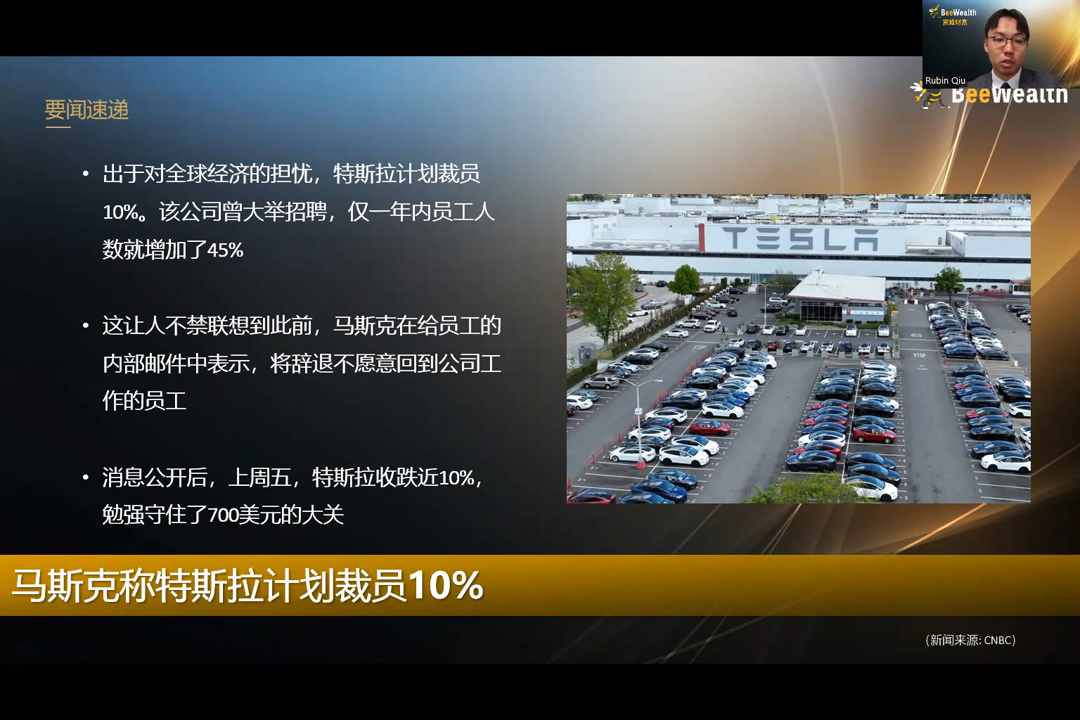 BeeWealth
蜜蜂财富
Rubin Qiu
BeeWealth
要闻速递
• 出于对全球经济的担忧，特斯拉计划裁员
10%。该公司曾大举招聘，仅一年内员工人
数就增加了45%
• 这让人不禁联想到此前，马斯克在给员工的
内部邮件中表示，将辞退不愿意回到公司工
作的员工
• 消息公开后，上周五，特斯拉收跌近10%，
勉强守住了700美元的大关
TESLA
STOP
马斯克称特斯拉计划裁员10%
（新闻来源: CNBC）